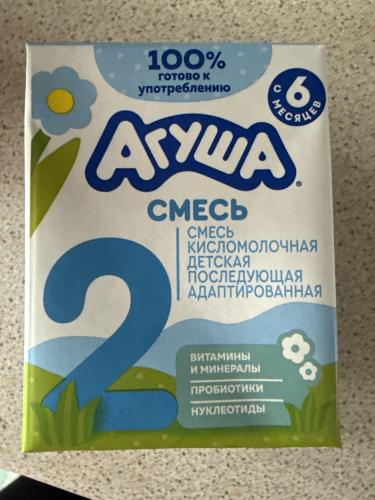 100%
ГОТОВО К
УПОТРЕБЛЕНИЮ
6
С МЕСЯЦЕВ
АГУША®
СМЕСЬ
СМЕСЬ
КИСЛОМОЛОЧНАЯ
ДЕТСКАЯ
ПОСЛЕДУЮЩАЯ
АДАПТИРОВАННАЯ
2
ВИТАМИНЫ
И МИНЕРАЛЫ
ПРОБИОТИКИ
НУКЛЕОТИДЫ